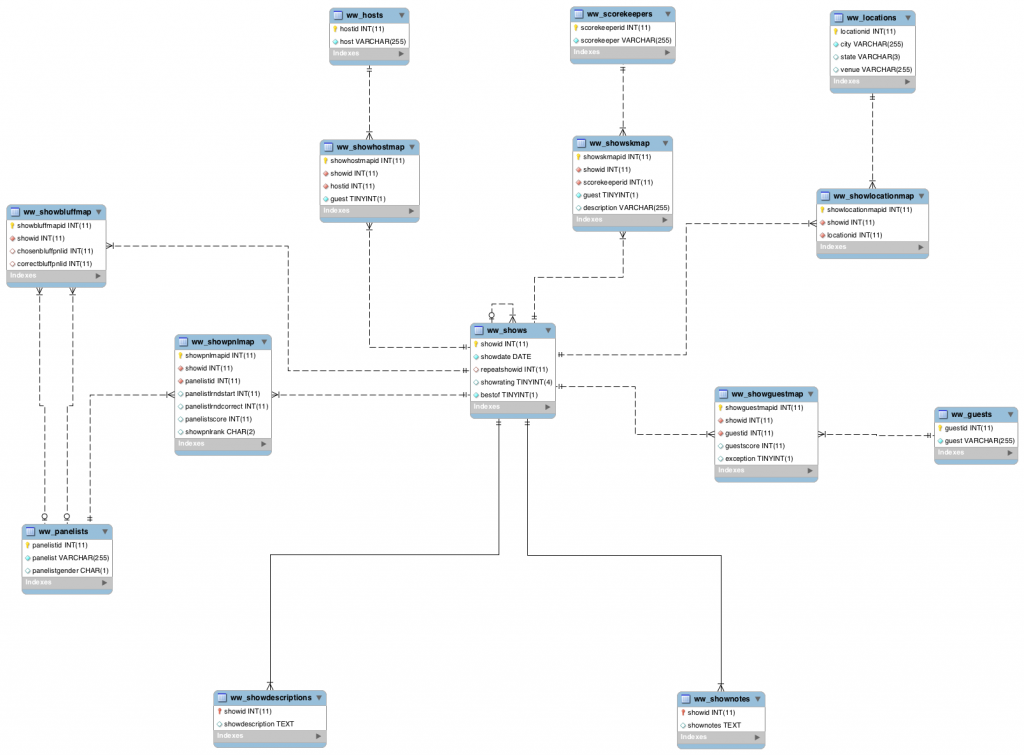 ww_hosts
hostid INT(11)
host VARCHAR(255)
Indexes
ww_scorekeepers
scorekeeperid INT(11)
scorekeeper VARCHAR(255)
Indexes
ww_locations
locationid INT(11)
city VARCHAR(255)
state VARCHAR(3)
venue VARCHAR(255)
Indexes
ww_showhostmap
showhostmapid INT(11)
showid INT(11)
hostid INT(11)
guest TINYINT(1)
Indexes
ww_showskmap
showskmapid INT(11)
showid INT(11)
scorekeeperid INT(11)
guest TINYINT(1)
description VARCHAR(255)
Indexes
ww_showlocationmap
showlocationmapid INT(11)
showid INT(11)
locationid INT(11)
Indexes
ww_showbluffmap
showbluffmapid INT(11)
showid INT(11)
chosenbluffpnlid INT(11)
correctbluffpnlid INT(11)
Indexes
ww_shows
showid INT(11)
showdate DATE
repeatshowid INT(11)
showrating TINYINT(4)
bestof TINYINT(1)
Indexes
ww_showpnlmap
showpnlmapid INT(11)
showid INT(11)
panelistid INT(11)
panelistlrndstart INT(11)
panelistlrndcorrect INT(11)
panelistscore INT(11)
showpnlrank CHAR(2)
Indexes
ww_showguestmap
showguestmapid INT(11)
showid INT(11)
guestid INT(11)
guestscore INT(11)
exception TINYINT(1)
Indexes
ww_guests
guestid INT(11)
guest VARCHAR(255)
Indexes
ww_panelists
panelistid INT(11)
panelist VARCHAR(255)
panelistgender CHAR(1)
Indexes
ww_showdescriptions
showid INT(11)
showdescription TEXT
Indexes
ww_shownotes
showid INT(11)
shownotes TEXT
Indexes